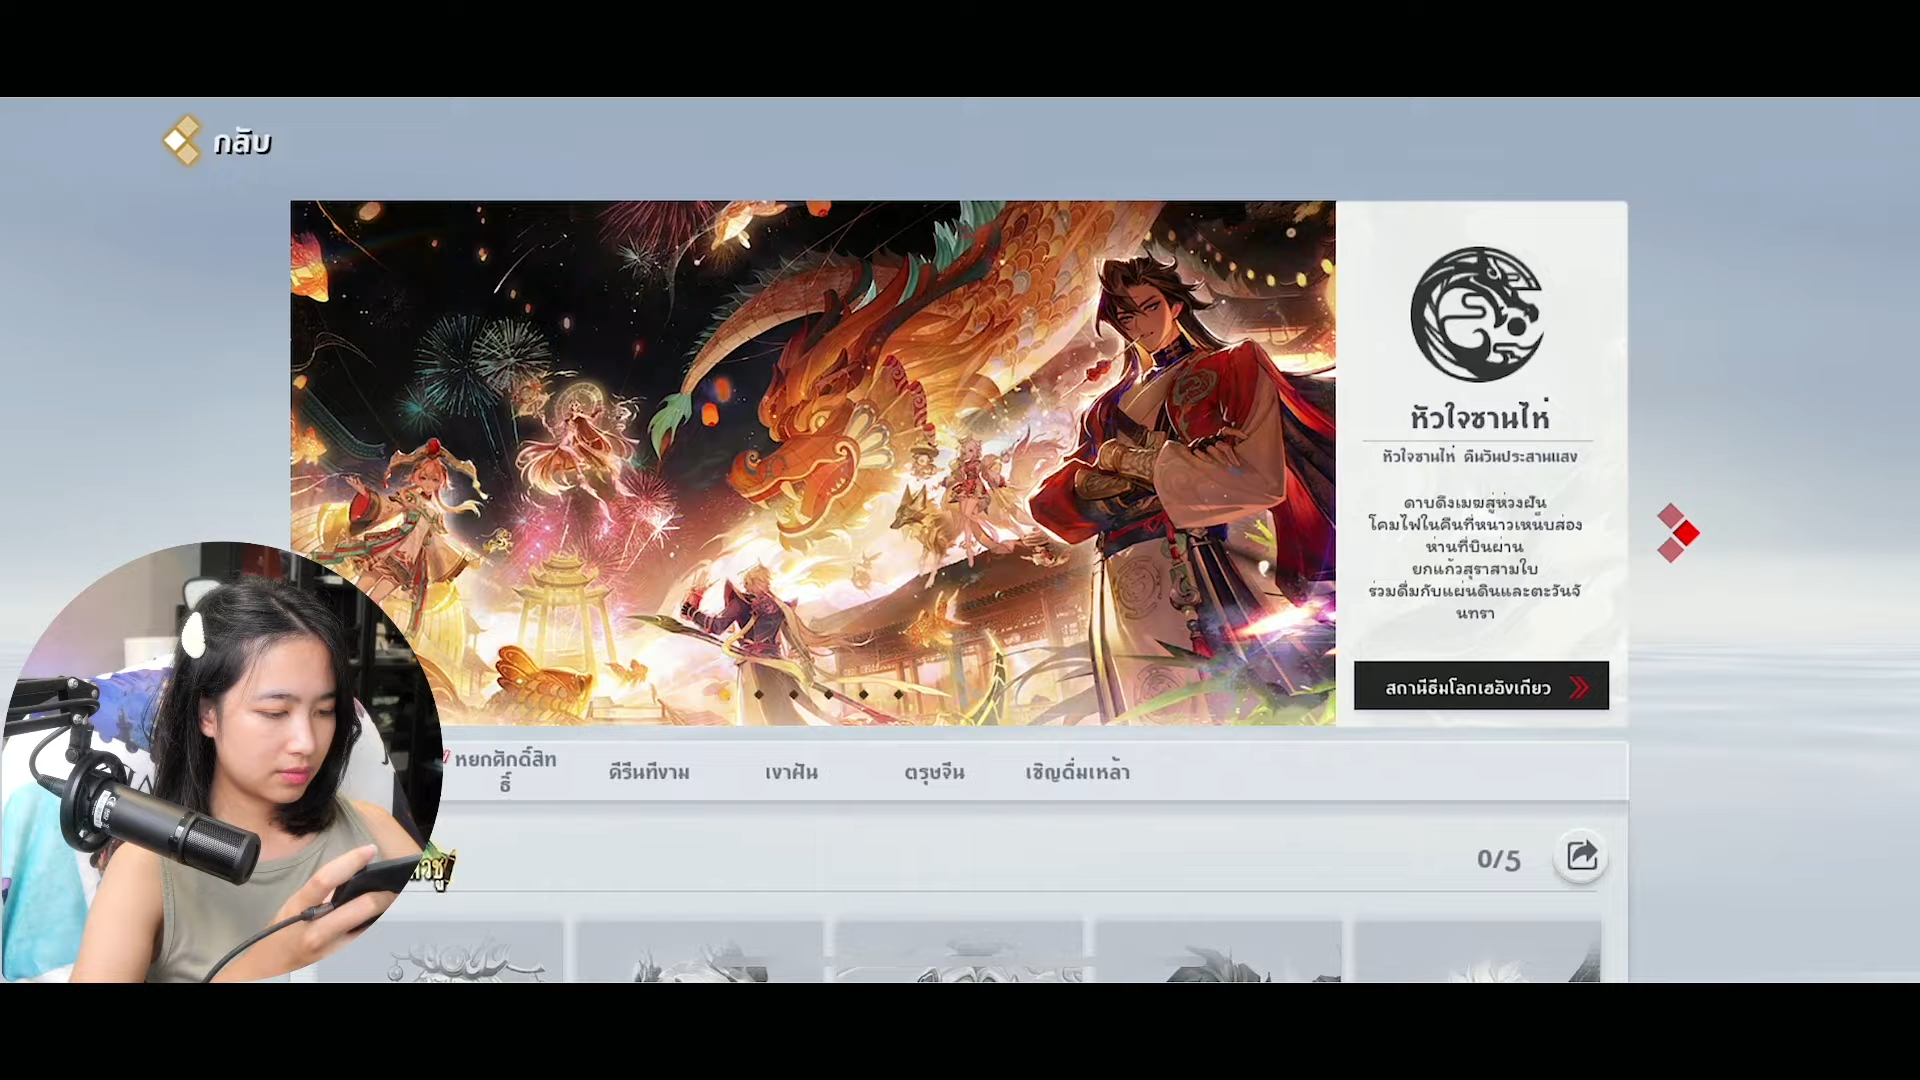 กลับ
หัวใจซานไห่
หัวใจซานไห่ คืนวันประสานแสง
ดาบดึงเมฆสู่ห่วงฝัน
โคมไฟในคืนที่หนาวเหน็บส่อง
ห่านที่บินผ่าน
ยกแก้วสุราสามใบ
ร่วมดื่มกับแผ่นดินและตะวันจั
นทรา
สถานีธีมโลกเฮอังเกียว
หยกศักดิ์สิท
ธิ์
คีรีนทีงาม
เงาฝัน
ตรุษจีน
เชิญดื่มเหล้า
0/5